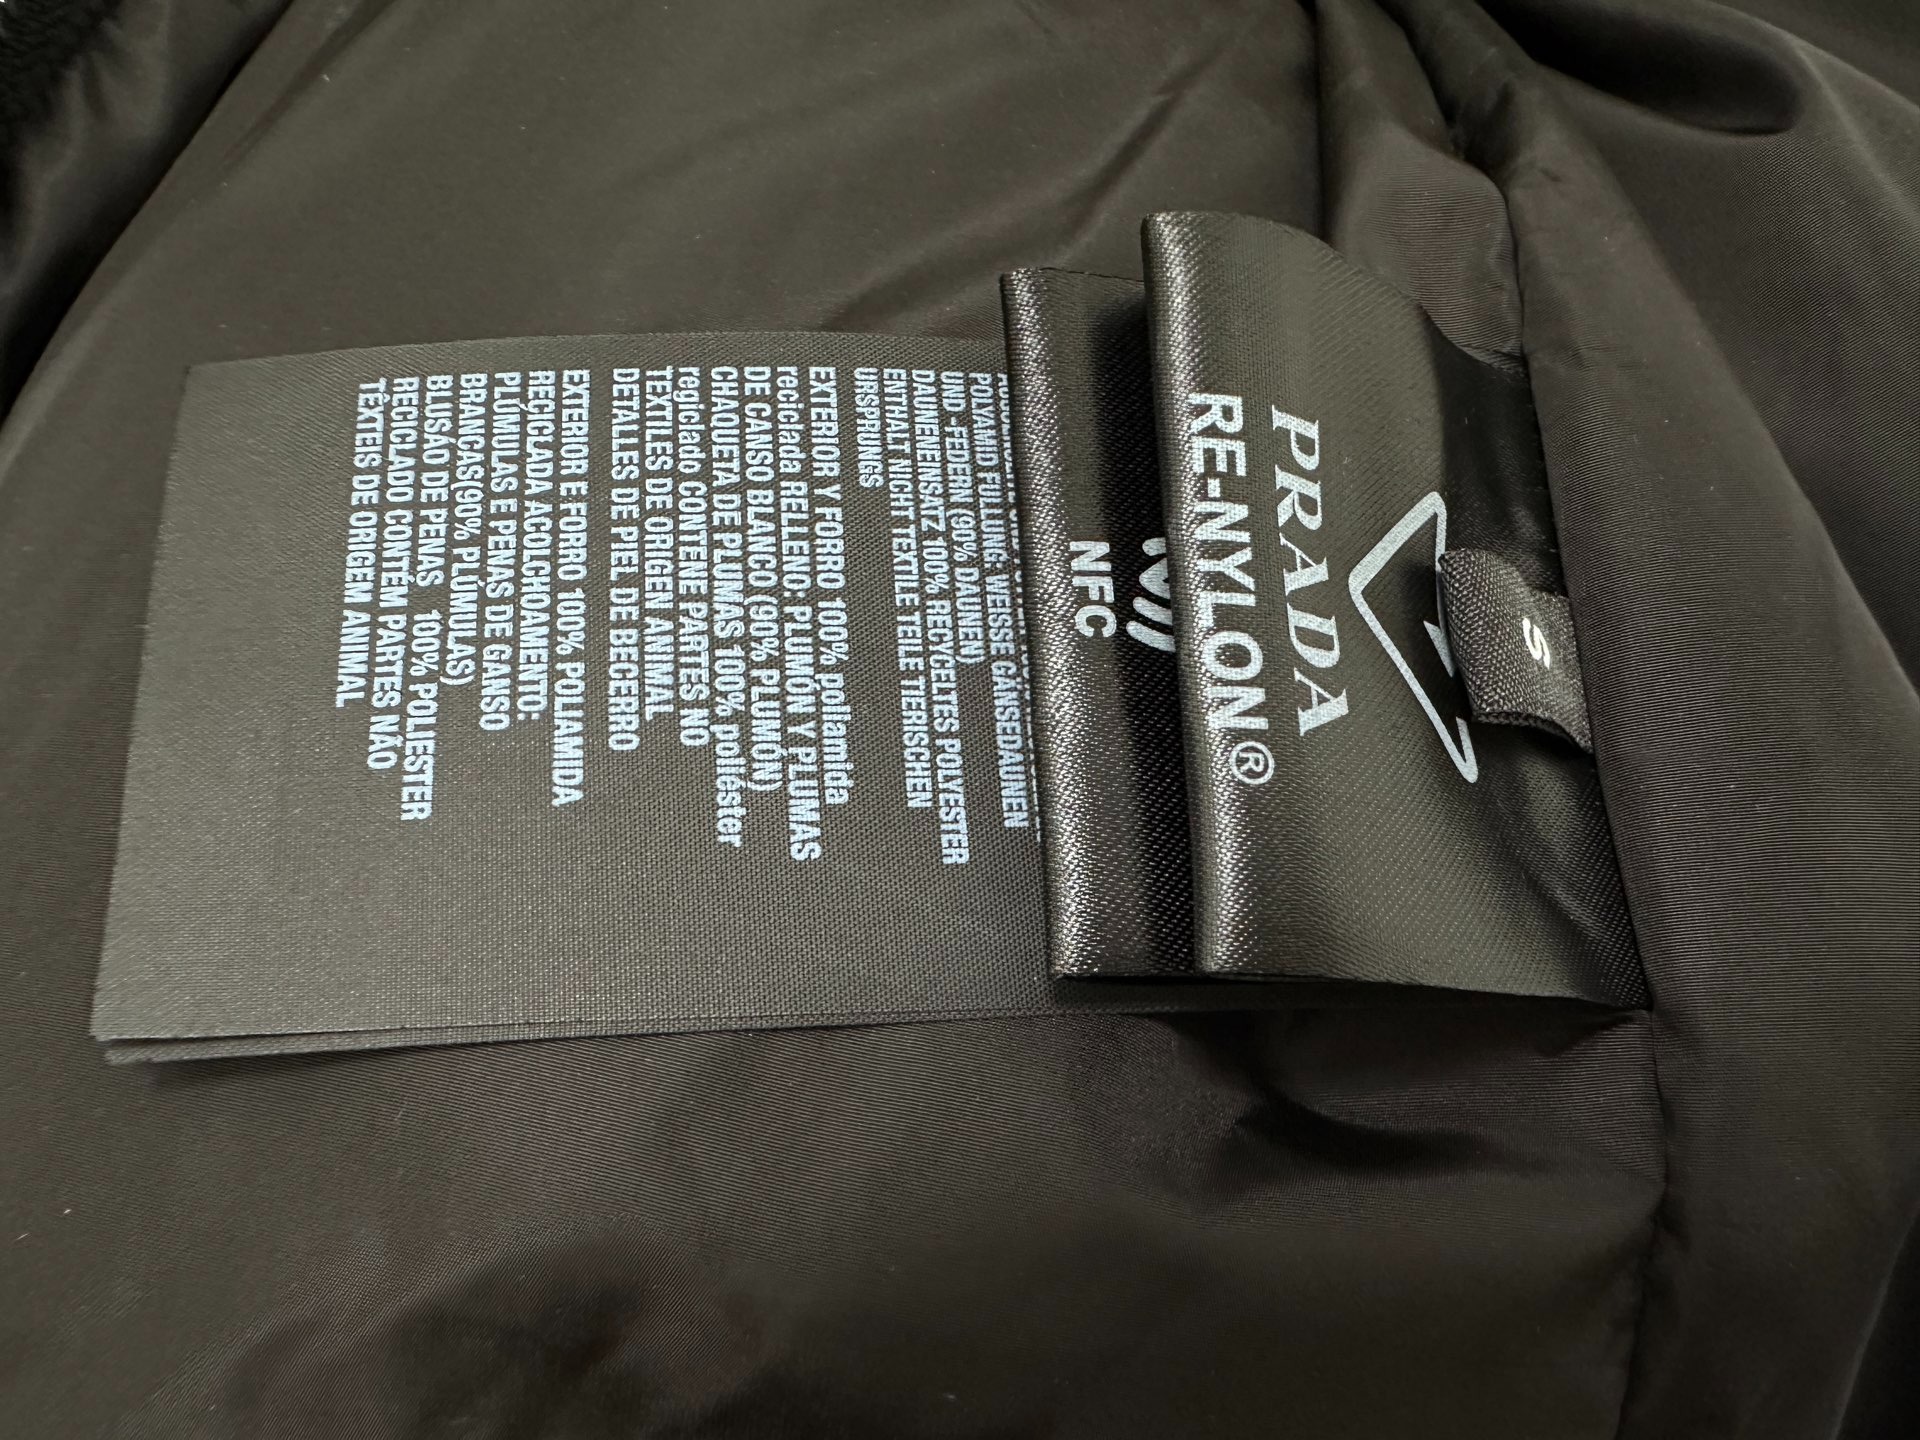 S
PRADA
RE-NYLON®
NFC
POLYAMID FÜLLUNG: WEISSE GÄNSEDAUNEN
UND -FEDERN (90% DAUNEN)
DAUNENEINSATZ 100% RECYCELTES POLYESTER
ENTHÄLT NICHT TEXTILE TEILE TIERISCHEN
URSPRUNGS
EXTERIOR Y FORRO 100% poliamida
reciclada RELLENO: PLUMÓN Y PLUMAS
DE GANSO BLANCO (90% PLUMÓN)
CHAQUETA DE PLUMAS 100% poliéster
regiclado CONTIENE PARTES NO
TEXTILES DE ORIGEN ANIMAL
DETALLES DE PIEL DE BECERRO
EXTERIOR E FORRO 100% POLIAMIDA
RECICLADA ACOLCHOAMENTO:
PLÚMULAS E PENAS DE GANSO
BRANCAS(90% PLÚMULAS)
BLUSÃO DE PENAS 100% POLIESTER
RECICLADO CONTÉM PARTES NÃO
TÊXTEIS DE ORIGEM ANIMAL